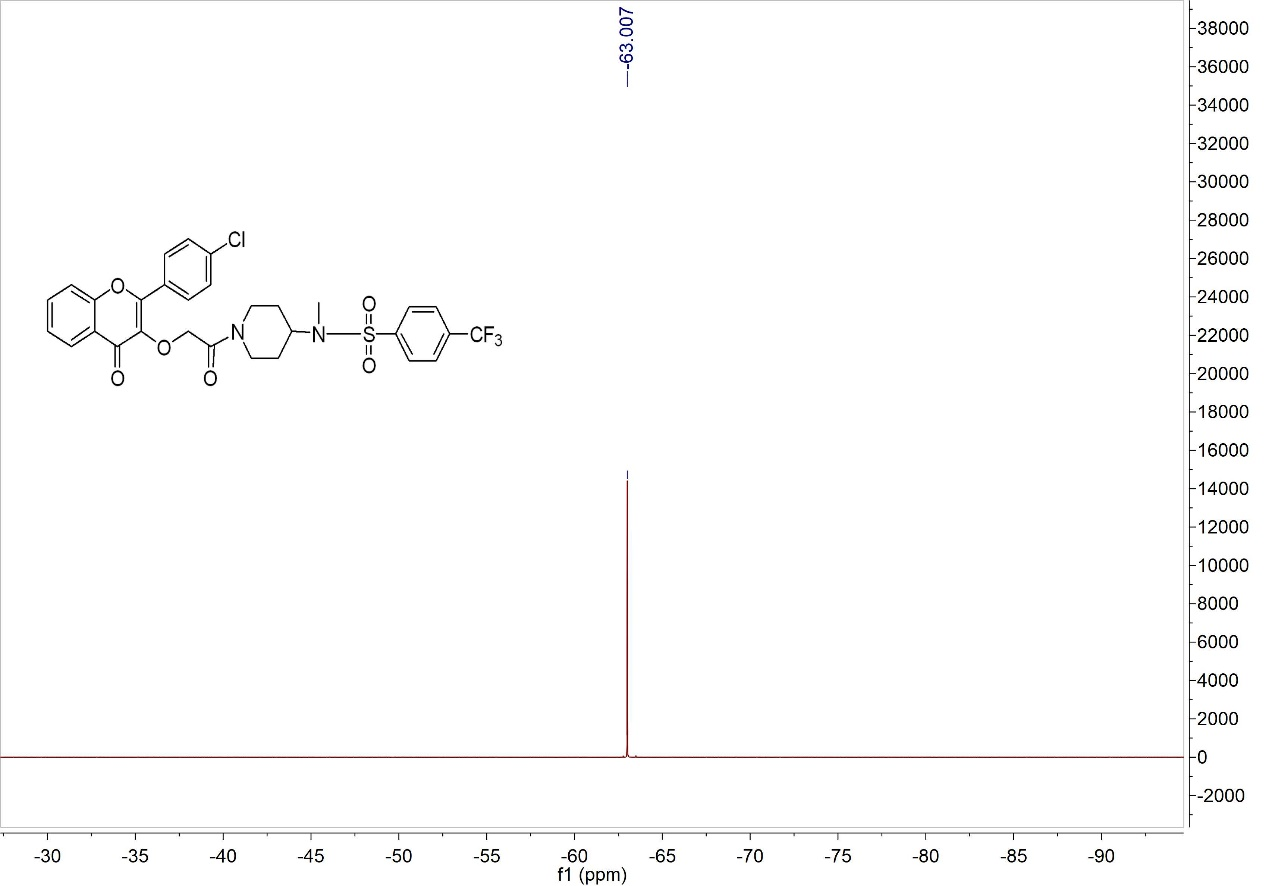 -63.007
38000
36000
34000
32000
30000
28000
26000
24000
22000
20000
18000
16000
14000
12000
10000
8000
6000
4000
2000
0
-2000
Cl
O
N
N
O
S
O
CF3
O
O
O
-30 -35 -40 -45 -50 -55 -60 -65 -70 -75 -80 -85 -90
f1 (ppm)